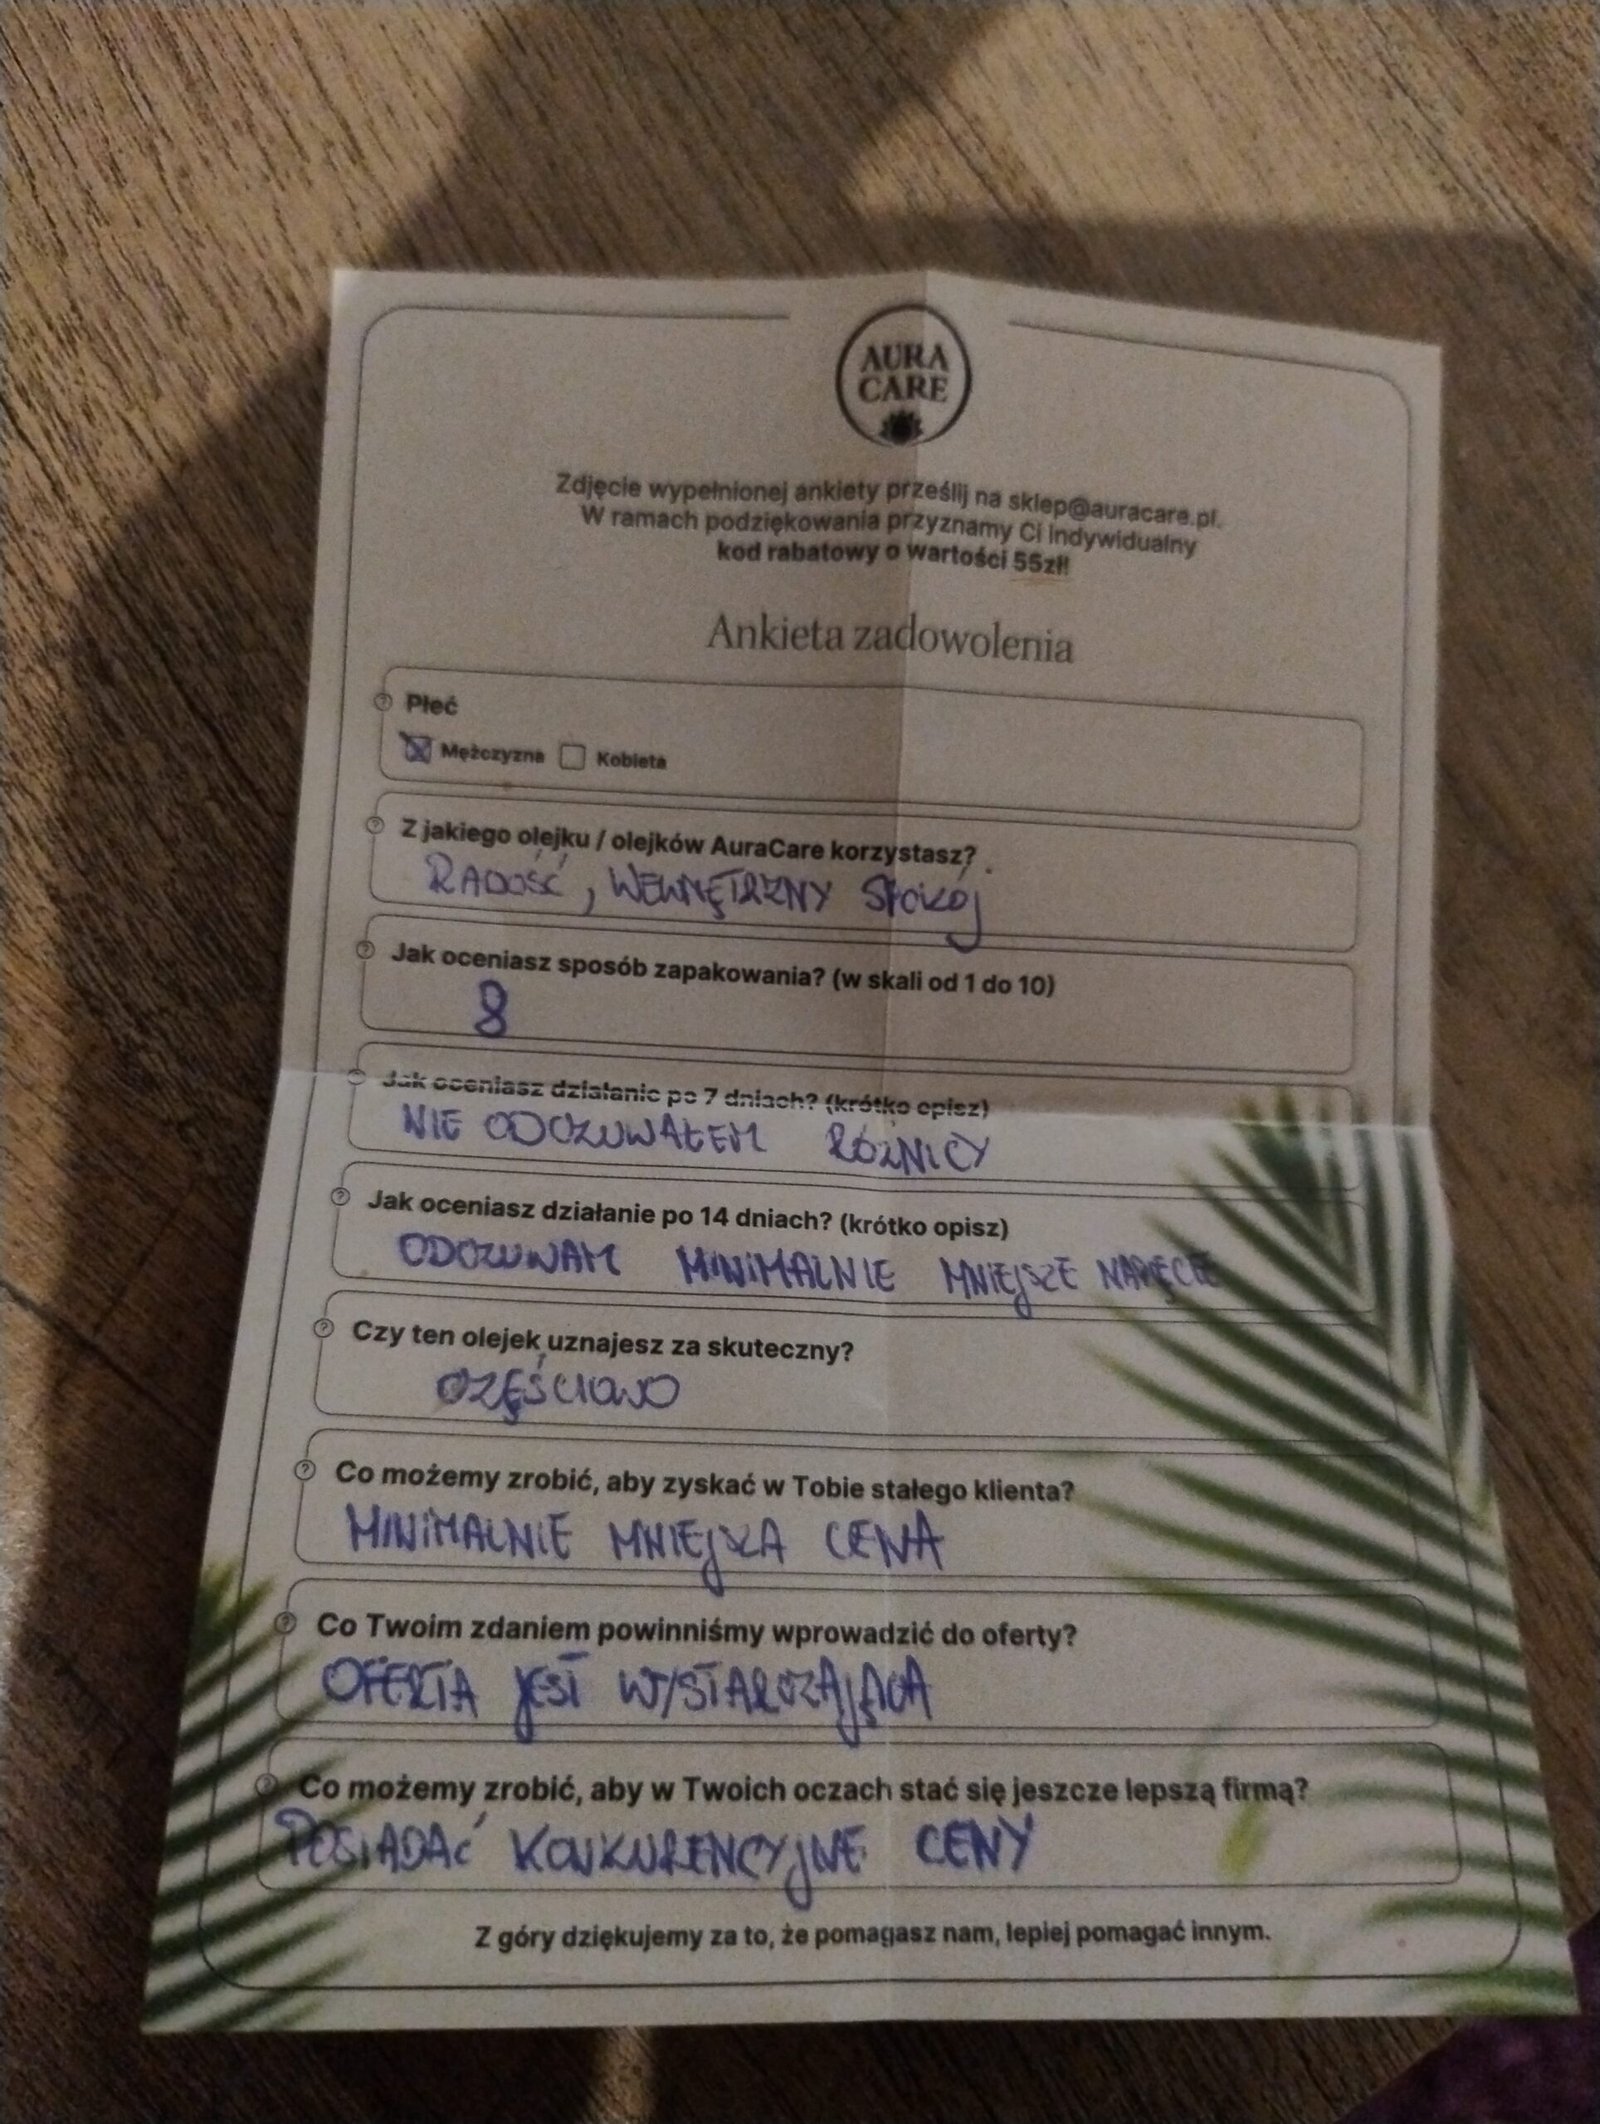 AURA
CARE
Zdjęcie wypełnionej ankiety prześlij na sklep@auracare.pl.
W ramach podziękowania przyznamy Ci indywidualny
kod rabatowy o wartości 55zł!
Ankieta zadowolenia
Płeć
Mężczyzna Kobieta
Z jakiego olejku / olejków AuraCare korzystasz?
RADOŚĆ, WEWNĘTRZNY SPOKÓJ
Jak oceniasz sposób zapakowania? (w skali od 1 do 10)
8
Jak oceniasz działanie po 7 dniach? (krótko opisz)
NIE ODCZUWAŁEM RÓŻNICY
Jak oceniasz działanie po 14 dniach? (krótko opisz)
ODCZUWAM MINIMALNIE MNIEJSZE NAPIĘCIE
Czy ten olejek uznajesz za skuteczny?
CZĘŚCIOWO
Co możemy zrobić, aby zyskać w Tobie stałego klienta?
MINIMALNIE MNIEJSZA CENA
Co Twoim zdaniem powinniśmy wprowadzić do oferty?
OFERTA JEST WYSTARCZAJĄCA
Co możemy zrobić, aby w Twoich oczach stać się jeszcze lepszą firmą?
POSIADAĆ KONKURENCYJNE CENY
Z góry dziękujemy za to, że pomagasz nam, lepiej pomagać innym.